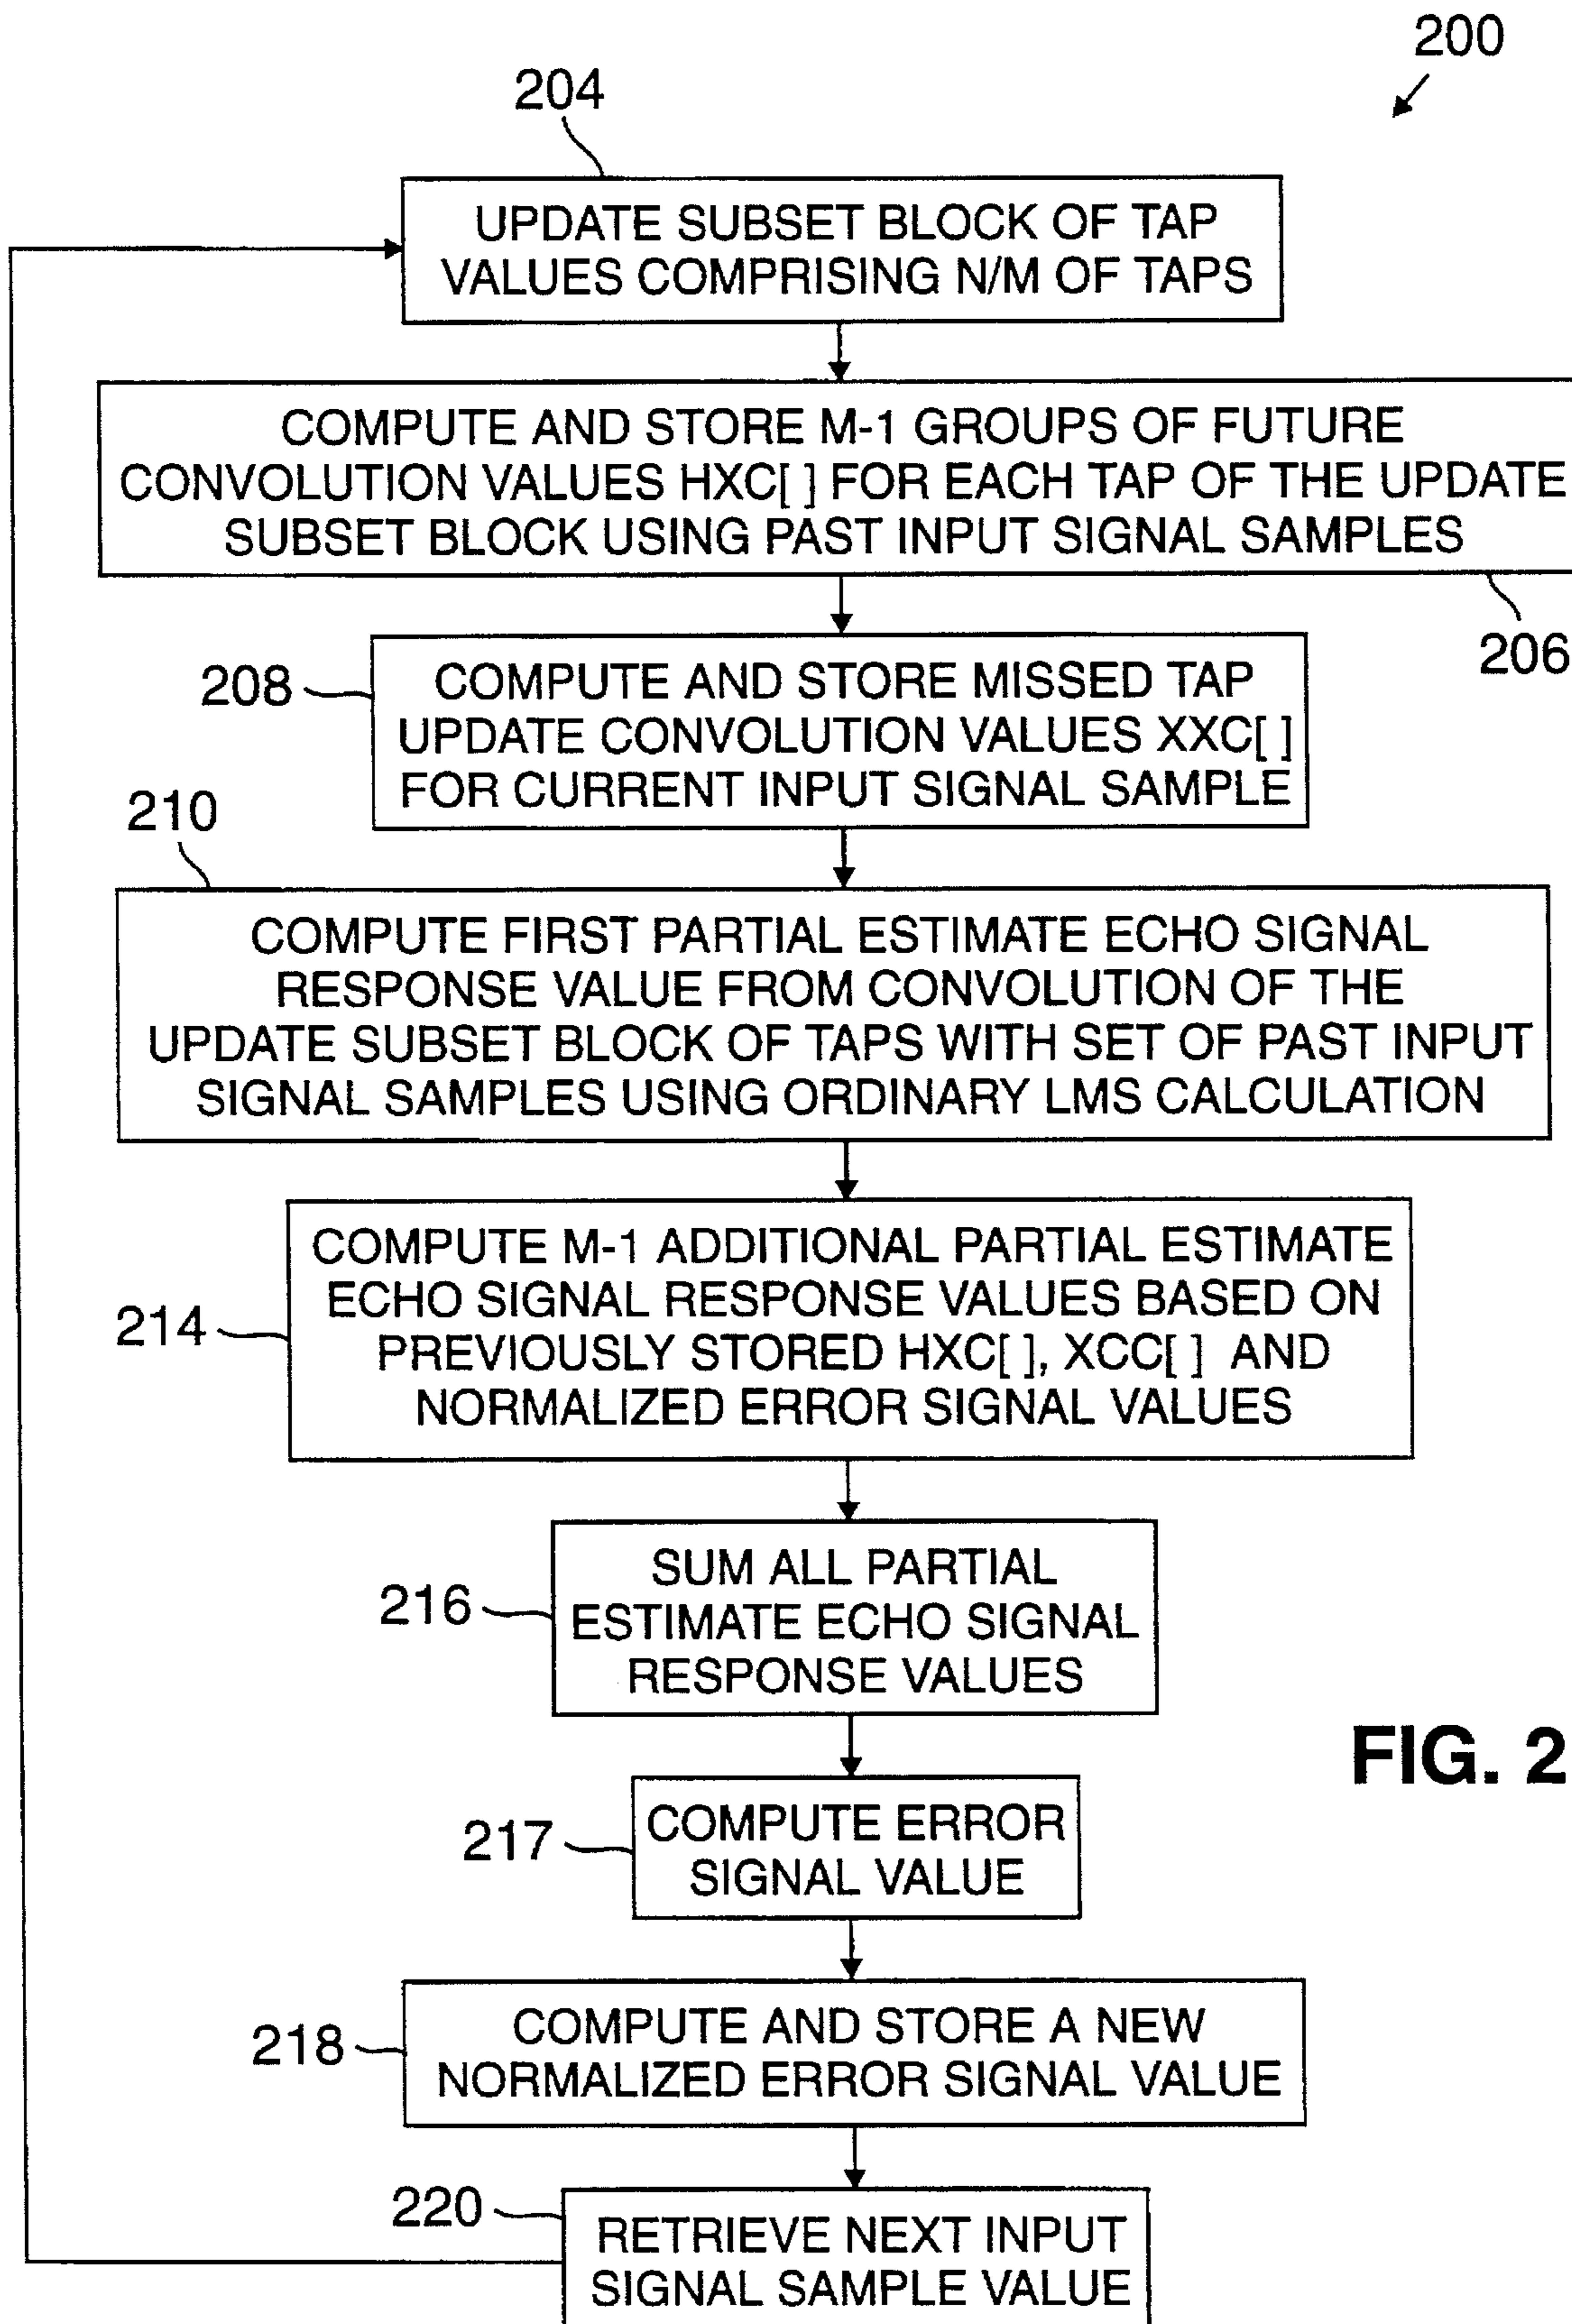 200
204
UPDATE SUBSET BLOCK OF TAP
VALUES COMPRISING N/M OF TAPS
COMPUTE AND STORE M-1 GROUPS OF FUTURE
CONVOLUTION VALUES HXC[ ] FOR EACH TAP OF THE UPDATE
SUBSET BLOCK USING PAST INPUT SIGNAL SAMPLES
206
208
COMPUTE AND STORE MISSED TAP
UPDATE CONVOLUTION VALUES XXC[ ]
FOR CURRENT INPUT SIGNAL SAMPLE
210
COMPUTE FIRST PARTIAL ESTIMATE ECHO SIGNAL
RESPONSE VALUE FROM CONVOLUTION OF THE
UPDATE SUBSET BLOCK OF TAPS WITH SET OF PAST INPUT
SIGNAL SAMPLES USING ORDINARY LMS CALCULATION
214
COMPUTE M-1 ADDITIONAL PARTIAL ESTIMATE
ECHO SIGNAL RESPONSE VALUES BASED ON
PREVIOUSLY STORED HXC[ ], XCC[ ] AND
NORMALIZED ERROR SIGNAL VALUES
216
SUM ALL PARTIAL
ESTIMATE ECHO SIGNAL
RESPONSE VALUES
FIG. 2
217
COMPUTE ERROR
SIGNAL VALUE
218
COMPUTE AND STORE A NEW
NORMALIZED ERROR SIGNAL VALUE
220
RETRIEVE NEXT INPUT
SIGNAL SAMPLE VALUE